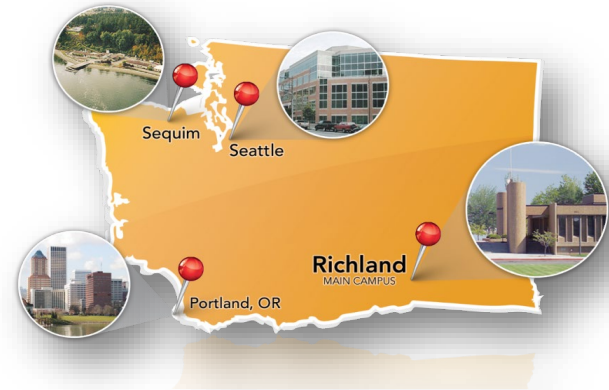 Sequim
Seattle
Richland
MAIN CAMPUS
Portland, OR